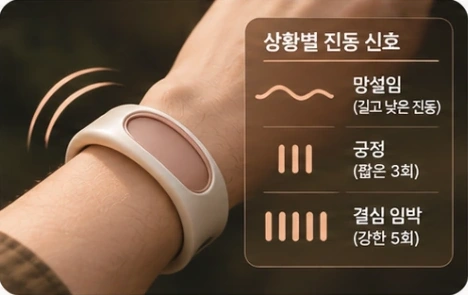 상황별 진동 신호
망설임
(길고 낮은 진동)
긍정
(짧은 3회)
결심 임박
(강한 5회)